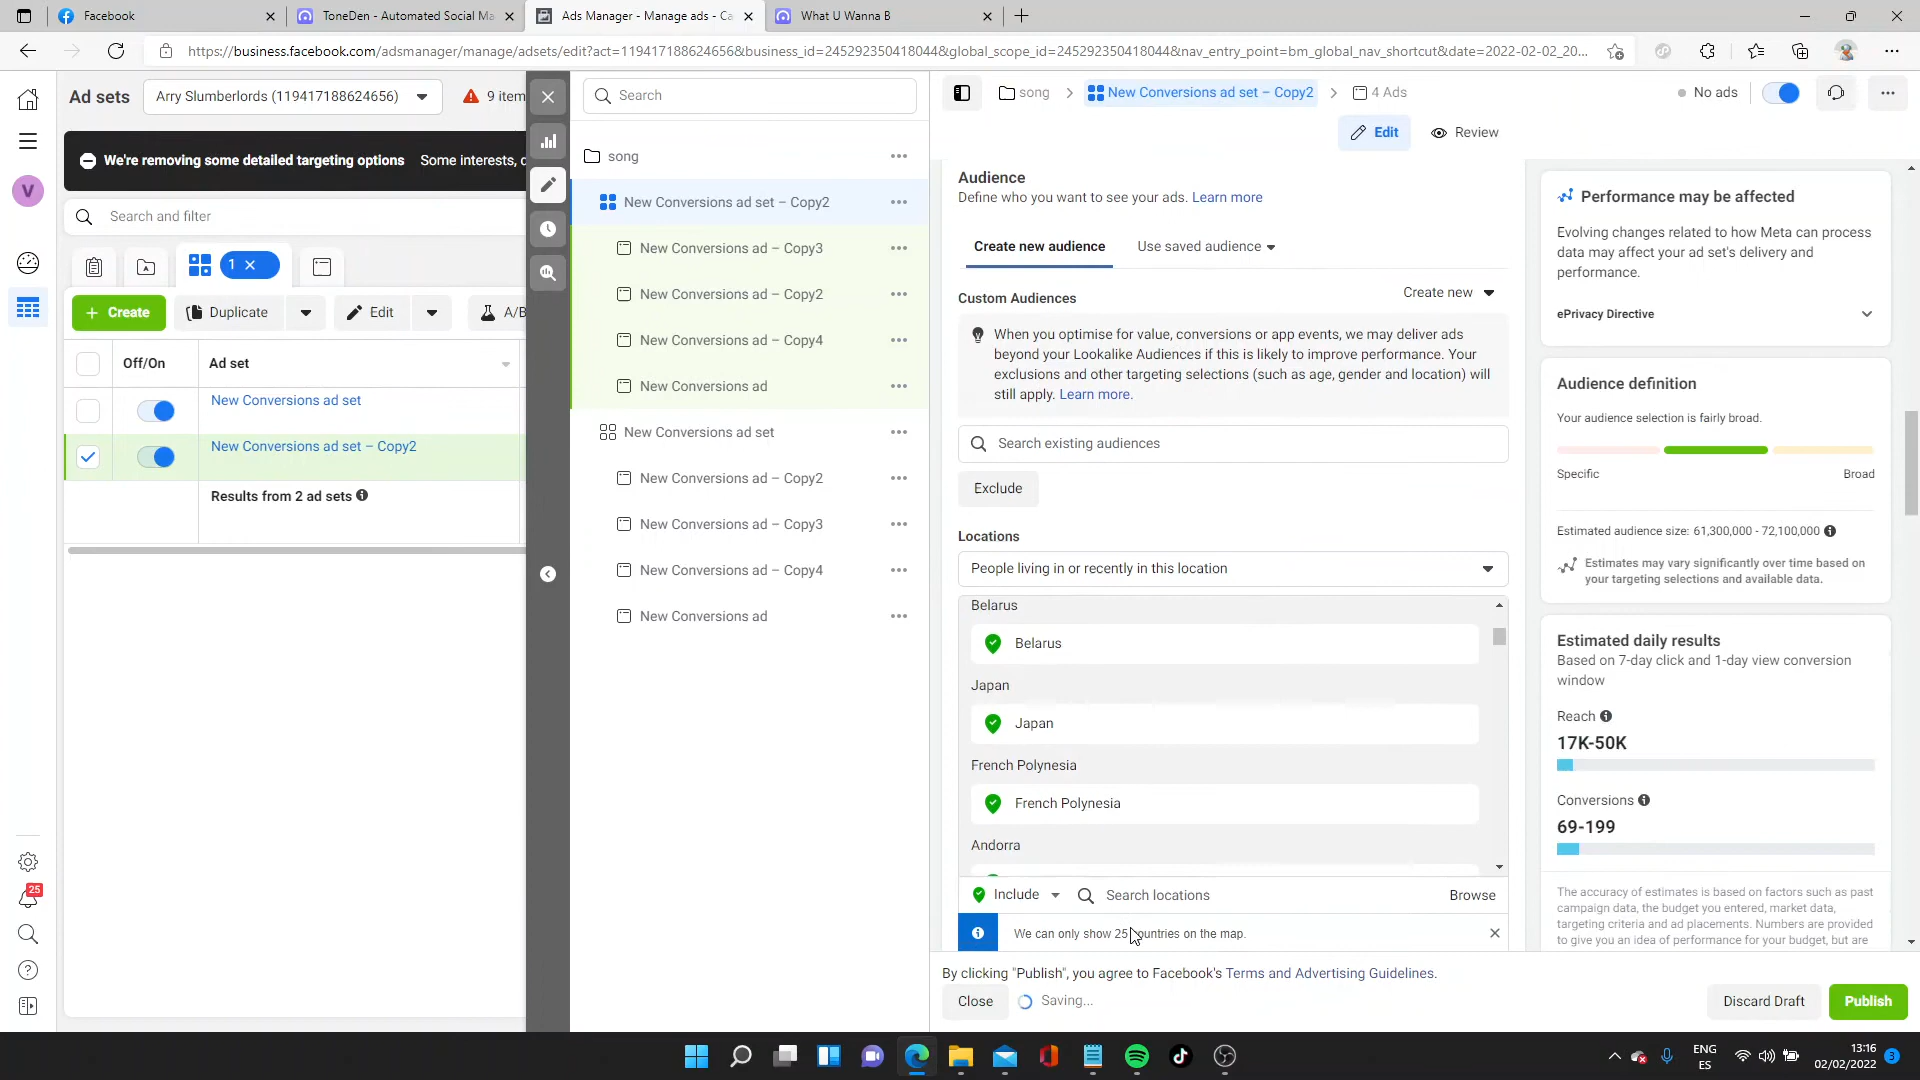 Facebook
ToneDen - Automated Social Ma
Ads Manager - Manage ads - Ca
What U Wanna B
https://business.facebook.com/adsmanager/manage/adsets/edit?act=119417188624656&business_id=245292350418044&global_scope_id=245292350418044&nav_entry_point=bm_global_nav_shortcut&date=2022-02-02_20...
Ad sets
Arry Slumberlords (119417188624656)
9 item
Search
song
New Conversions ad set – Copy2
4 Ads
No ads
Edit
Review
V
We're removing some detailed targeting options Some interests, c
Search and filter
1
Create
Duplicate
Edit
A/B
Off/On
Ad set
New Conversions ad set
New Conversions ad set – Copy2
Results from 2 ad sets
song
New Conversions ad set – Copy2
New Conversions ad – Copy3
New Conversions ad – Copy2
New Conversions ad – Copy4
New Conversions ad
New Conversions ad set
New Conversions ad – Copy2
New Conversions ad – Copy3
New Conversions ad – Copy4
New Conversions ad
Audience
Define who you want to see your ads. Learn more
Create new audience
Use saved audience
Custom Audiences
Create new
When you optimise for value, conversions or app events, we may deliver ads
beyond your Lookalike Audiences if this is likely to improve performance. Your
exclusions and other targeting selections (such as age, gender and location) will
still apply. Learn more.
Search existing audiences
Exclude
Locations
People living in or recently in this location
Belarus
Belarus
Japan
Japan
French Polynesia
French Polynesia
Andorra
Include
Search locations
Browse
We can only show 25 countries on the map.
By clicking "Publish", you agree to Facebook's Terms and Advertising Guidelines.
Close
Saving...
Discard Draft
Publish
Performance may be affected
Evolving changes related to how Meta can process
data may affect your ad set's delivery and
performance.
ePrivacy Directive
Audience definition
Your audience selection is fairly broad.
Specific
Broad
Estimated audience size: 61,300,000 - 72,100,000
Estimates may vary significantly over time based on
your targeting selections and available data.
Estimated daily results
Based on 7-day click and 1-day view conversion
window
Reach
17K-50K
Conversions
69-199
The accuracy of estimates is based on factors such as past
campaign data, the budget you entered, market data,
targeting criteria and ad placements. Numbers are provided
to give you an idea of performance for your budget, but are
25
ENG
ES
13:16
02/02/2022
3